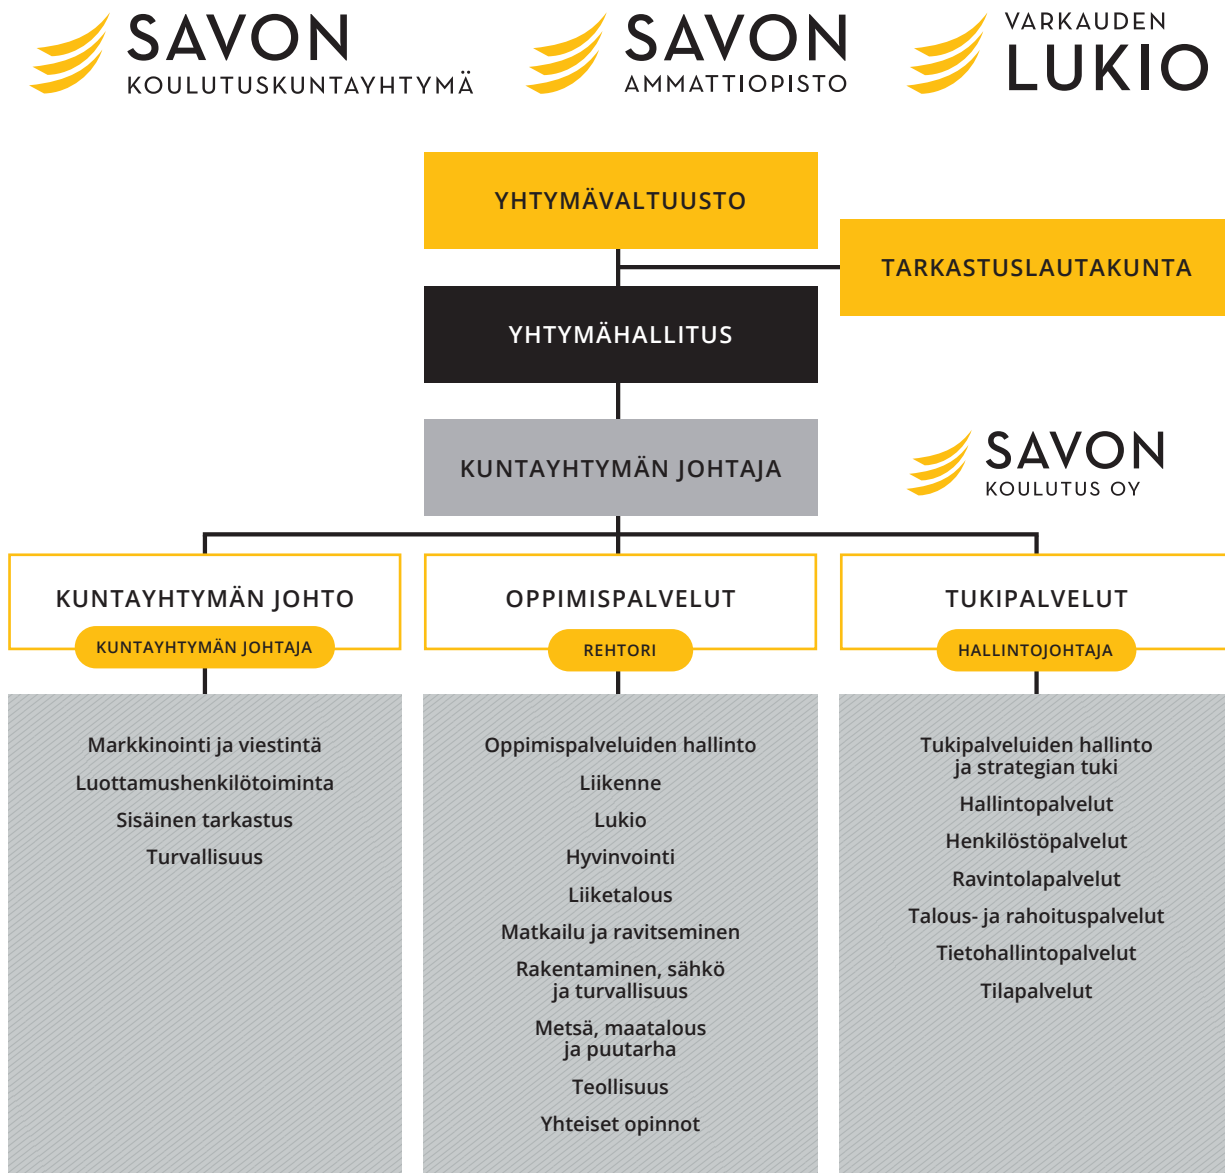 SAVON
KOULUTUSKUNTAYHTYMÄ
SAVON
AMMATTIOPISTO
VARKAUDEN
LUKIO
YHTYMÄVALTUUSTO
TARKASTUSLAUTAKUNTA
YHTYMÄHALLITUS
KUNTAYHTYMÄN JOHTAJA
SAVON
KOULUTUS OY
KUNTAYHTYMÄN JOHTO
KUNTAYHTYMÄN JOHTAJA
Markkinointi ja viestintä
Luottamushenkilötoiminta
Sisäinen tarkastus
Turvallisuus
OPPIMISPALVELUT
REHTORI
Oppimispalveluiden hallinto
Liikenne
Lukio
Hyvinvointi
Liiketalous
Matkailu ja ravitseminen
Rakentaminen, sähkö
ja turvallisuus
Metsä, maatalous
ja puutarha
Teollisuus
Yhteiset opinnot
TUKIPALVELUT
HALLINTOJOHTAJA
Tukipalveluiden hallinto
ja strategian tuki
Hallintopalvelut
Henkilöstöpalvelut
Ravintolapalvelut
Talous- ja rahoituspalvelut
Tietohallintopalvelut
Tilapalvelut